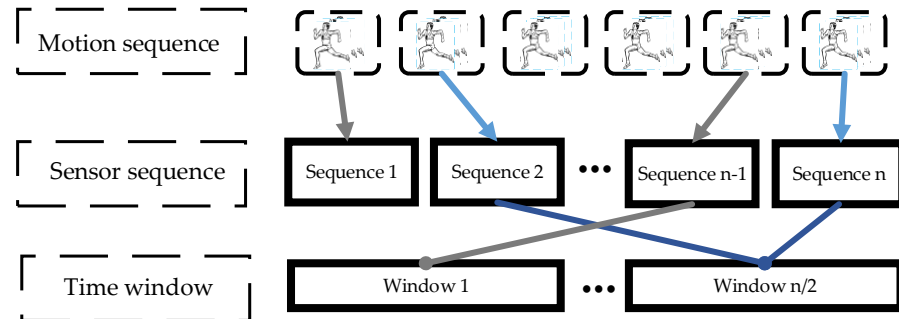 Motion sequence
Sensor sequence
Sequence 1
Sequence 2
•••
Sequence n-1
Sequence n
Time window
Window 1
•••
Window n/2